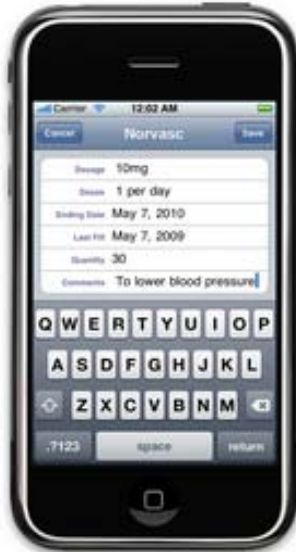 Carrier 12:02 AM
Cancel Norvasc Save
Dosage 10mg
Doses 1 per day
Ending Date May 7, 2010
Last Fill May 7, 2009
Quantity 30
Comments To lower blood pressure
Q W E R T Y U I O P
A S D F G H J K L
Z X C V B N M
.?123 space return